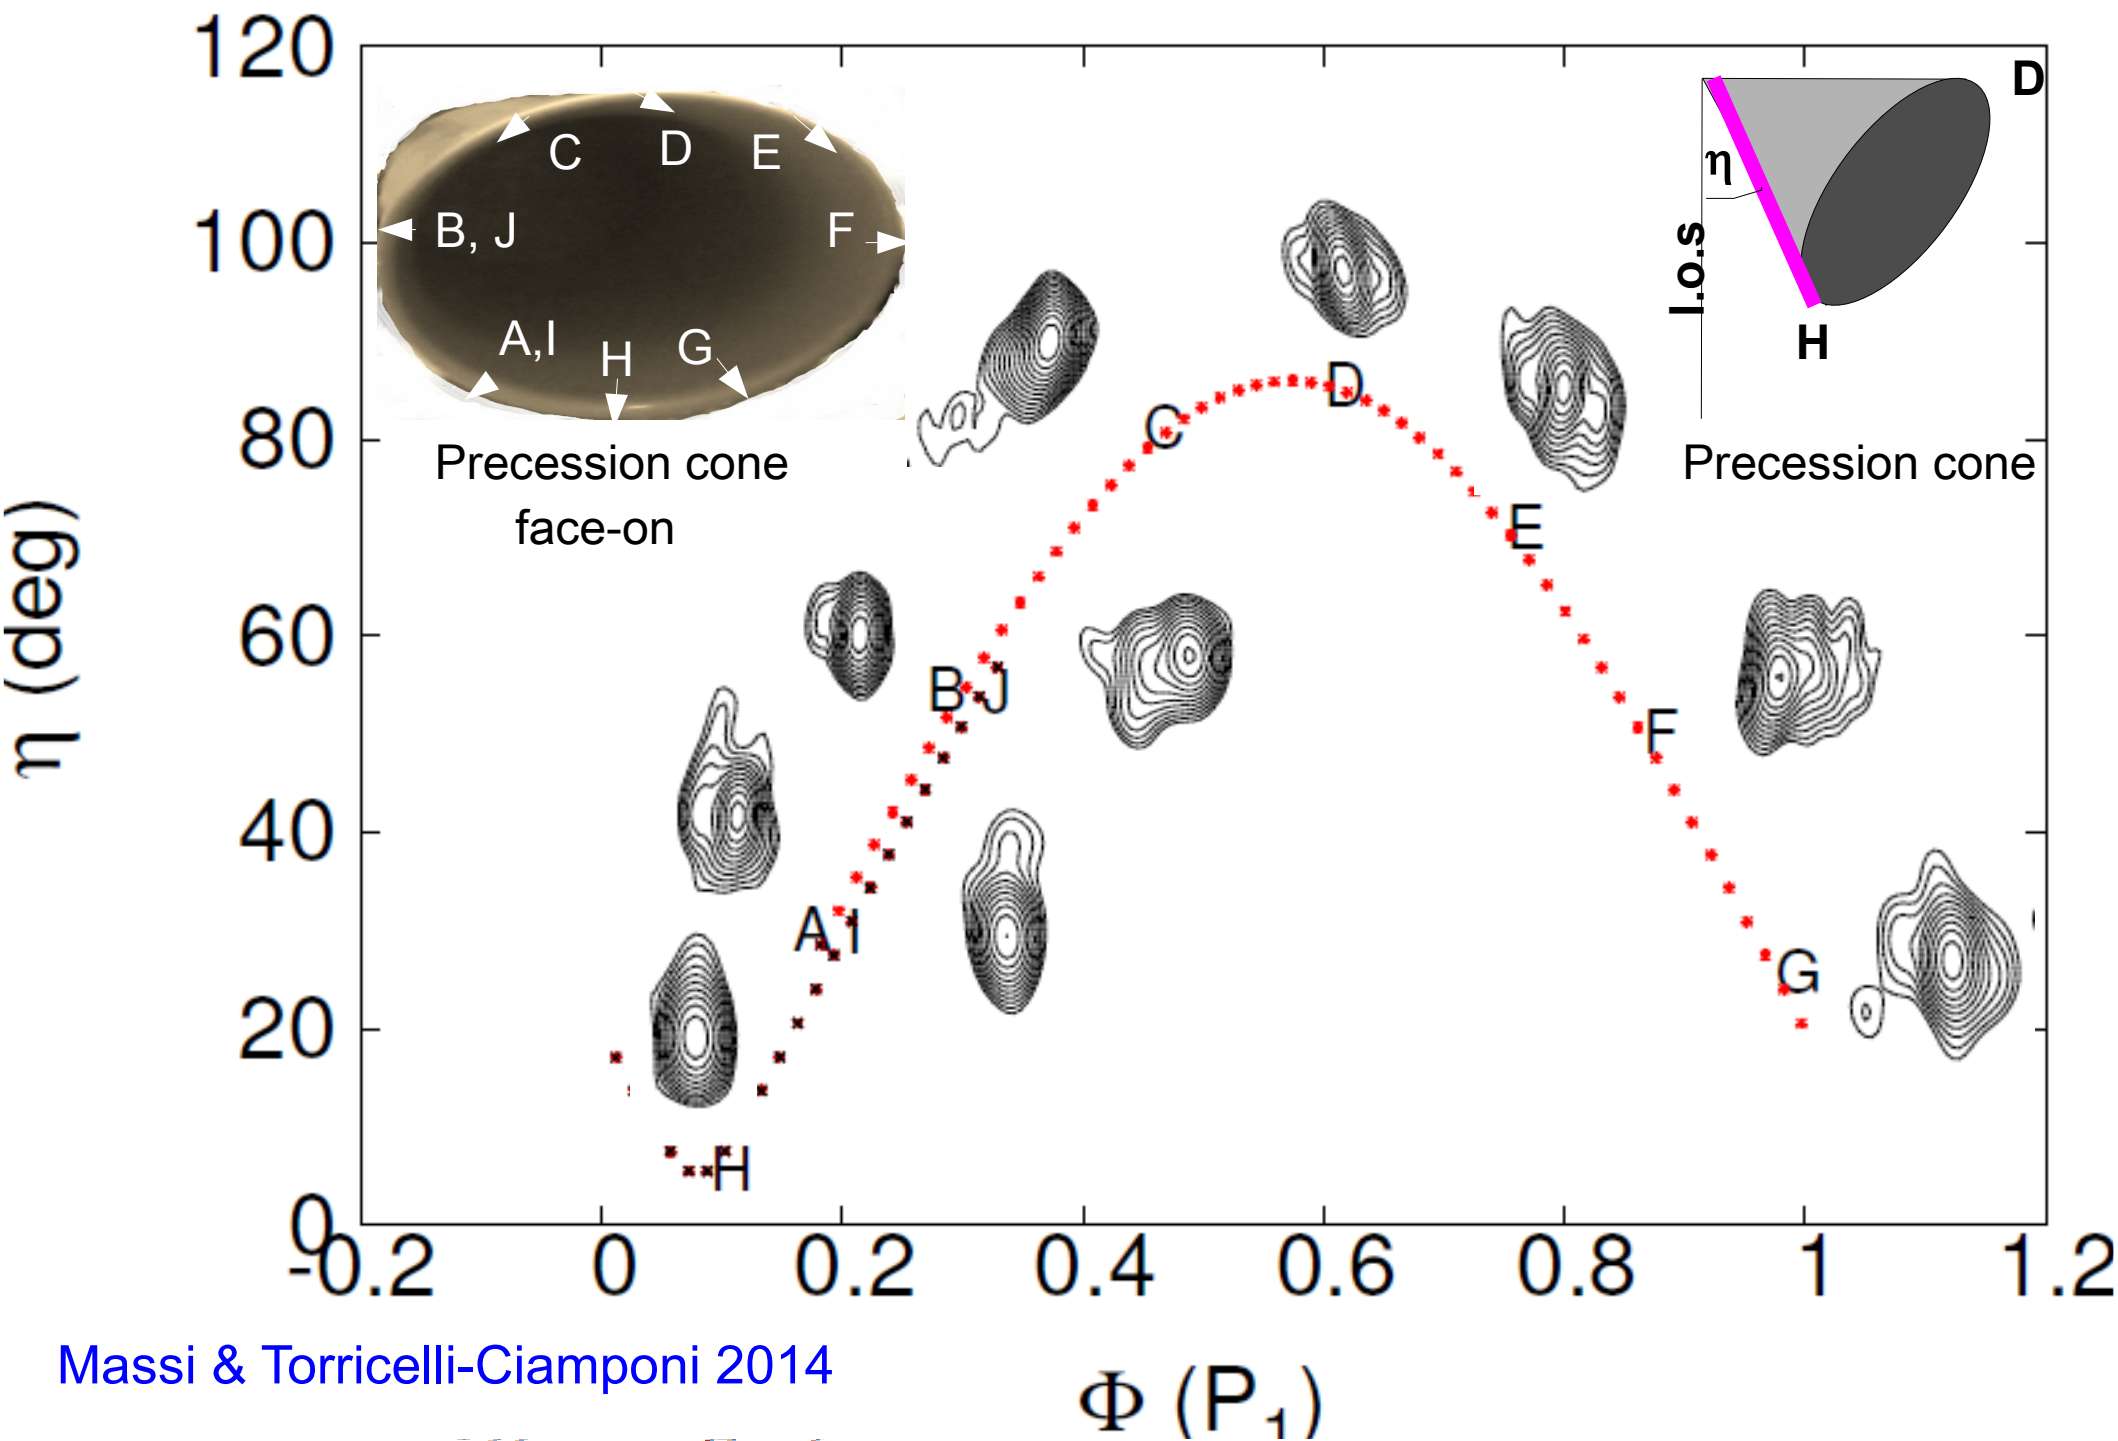 120
100
80
60
40
20
0
-0.2
0
0.2
0.4
0.6
0.8
1
1.2
η (deg)
Φ (P₁)
C
D
E
B, J
F
A,I
H
G
Precession cone
face-on
D
η
l.o.s
H
Precession cone
C
D
E
B J
F
A I
G
H
Massi & Torricelli-Ciamponi 2014